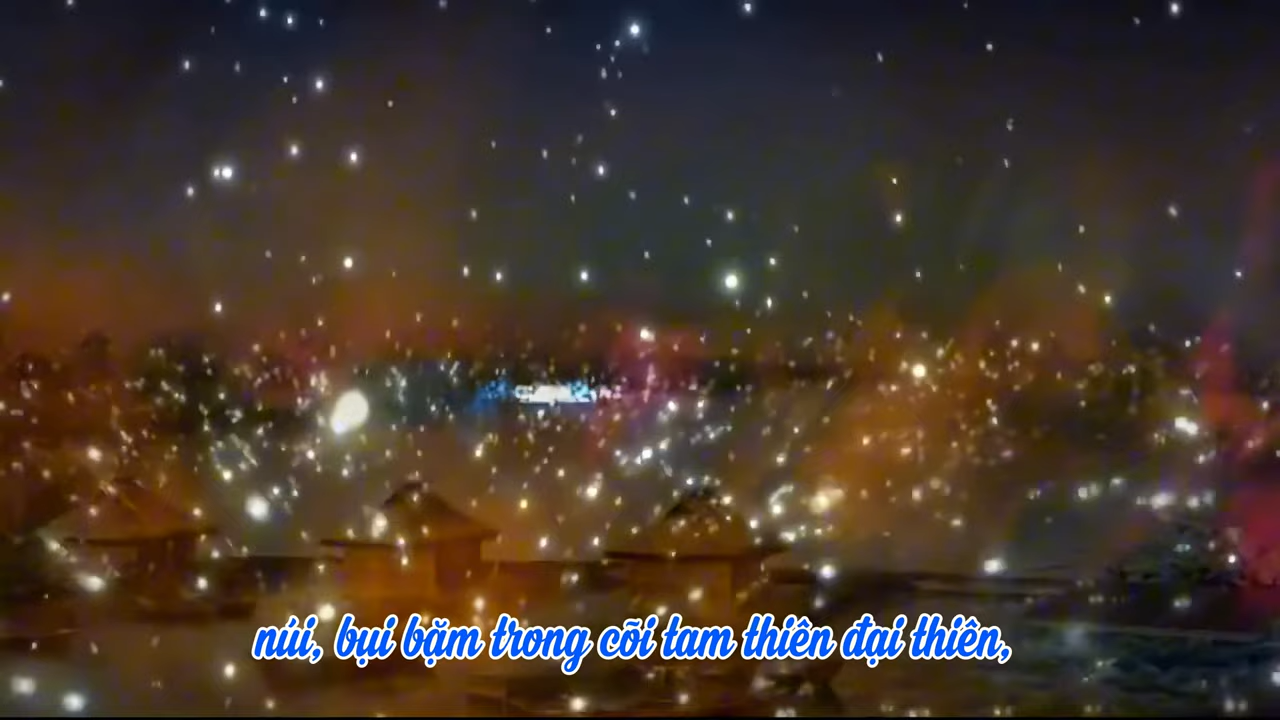 núi, bụi bặm trong cõi tam thiên đại thiên,